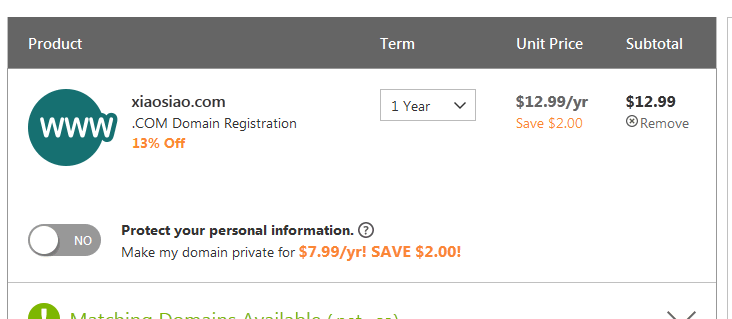 Product Term Unit Price Subtotal
www
xiaosiao.com 1 Year $12.99/yr $12.99
.COM Domain Registration Save $2.00 Remove
13% Off
NO Protect your personal information. ?
Make my domain private for $7.99/yr! SAVE $2.00!
Matching Domains Available (.net, .co)